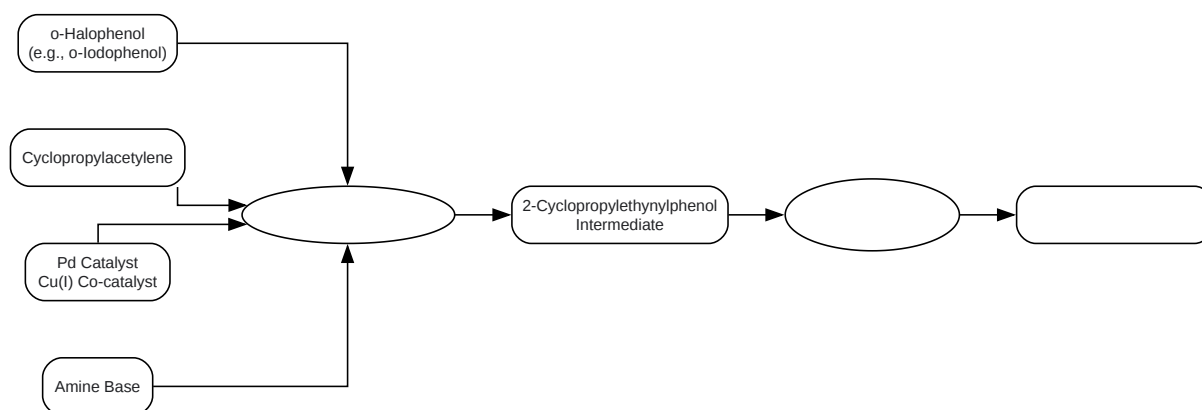 o-Halophenol
(e.g., o-Iodophenol)
Cyclopropylacetylene
Pd Catalyst
Cu(I) Co-catalyst
Amine Base
2-Cyclopropylethynylphenol
Intermediate